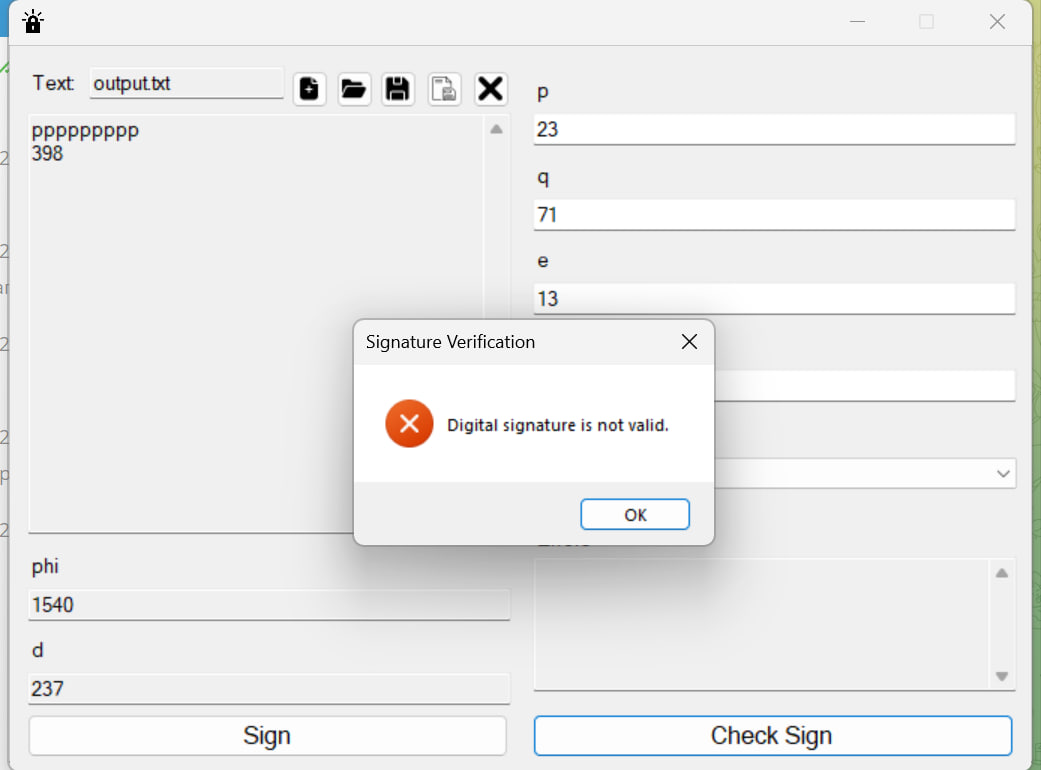 Text: output.txt
ppppppppp
398
p
23
q
71
e
13
Signature Verification
Digital signature is not valid.
OK
phi
1540
d
237
Sign
Check Sign